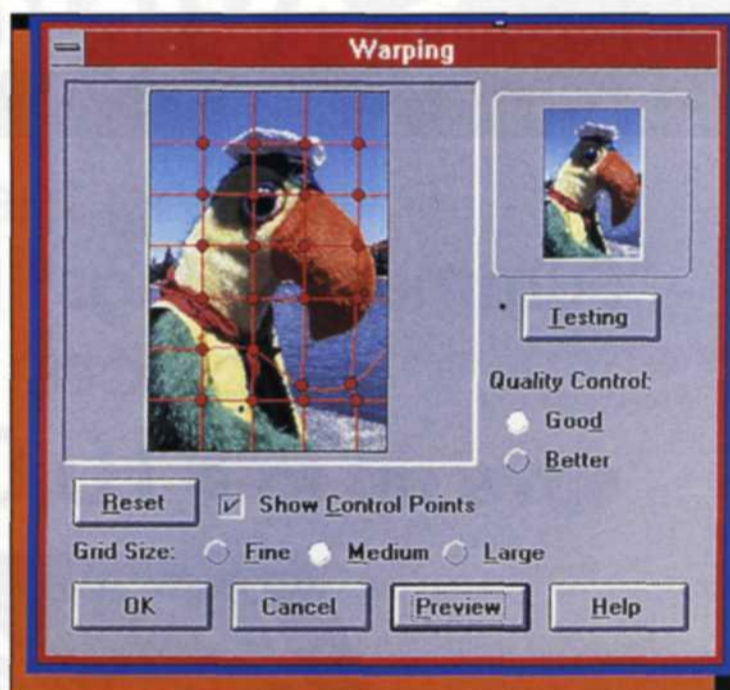 Warping
Testing
Quality Control:
Good
Better
Reset
Show Control Points
Grid Size: Fine Medium Large
OK Cancel Preview Help